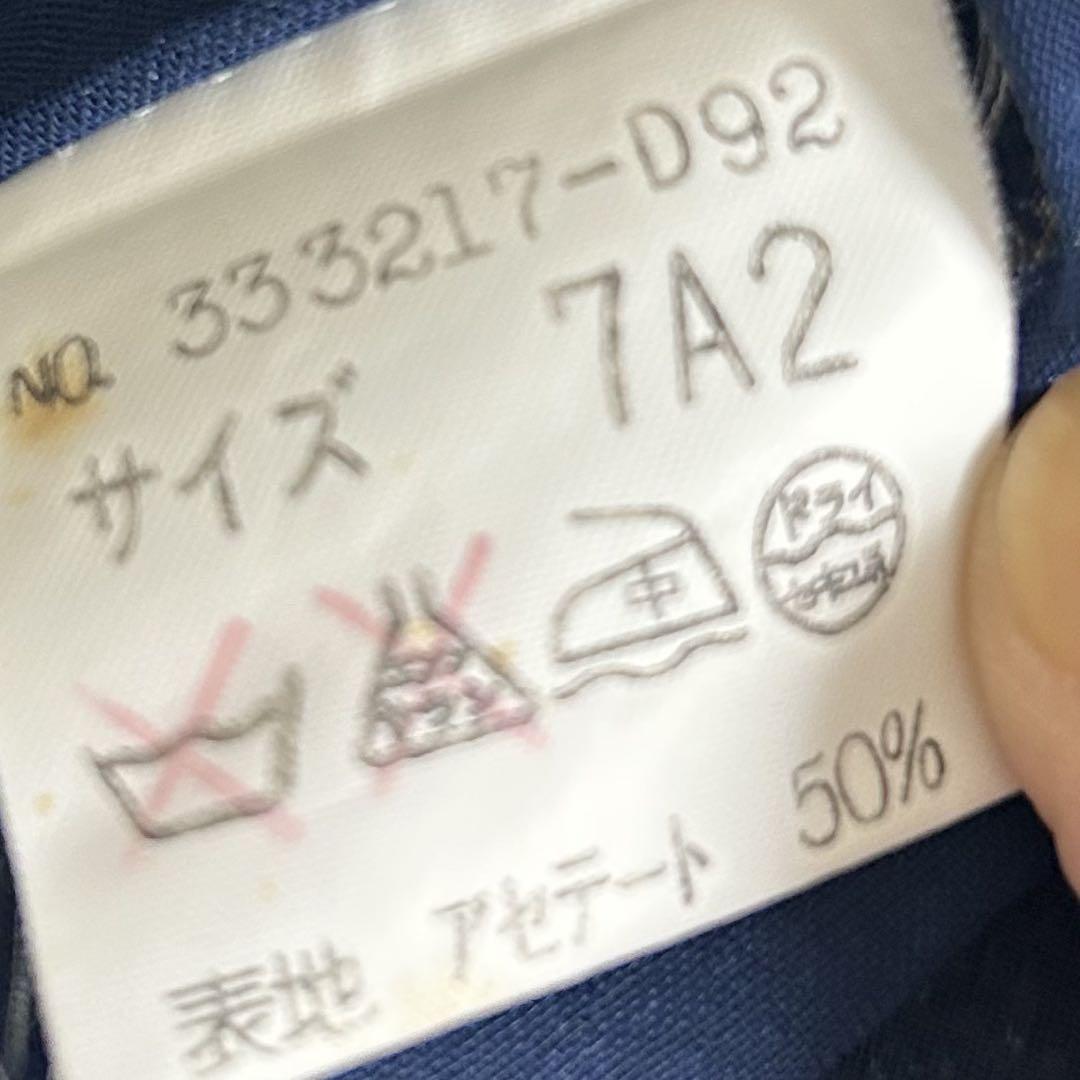 NO. 333217-D92
サイズ 7A2
中 ドライ
表地 アセテート 50%